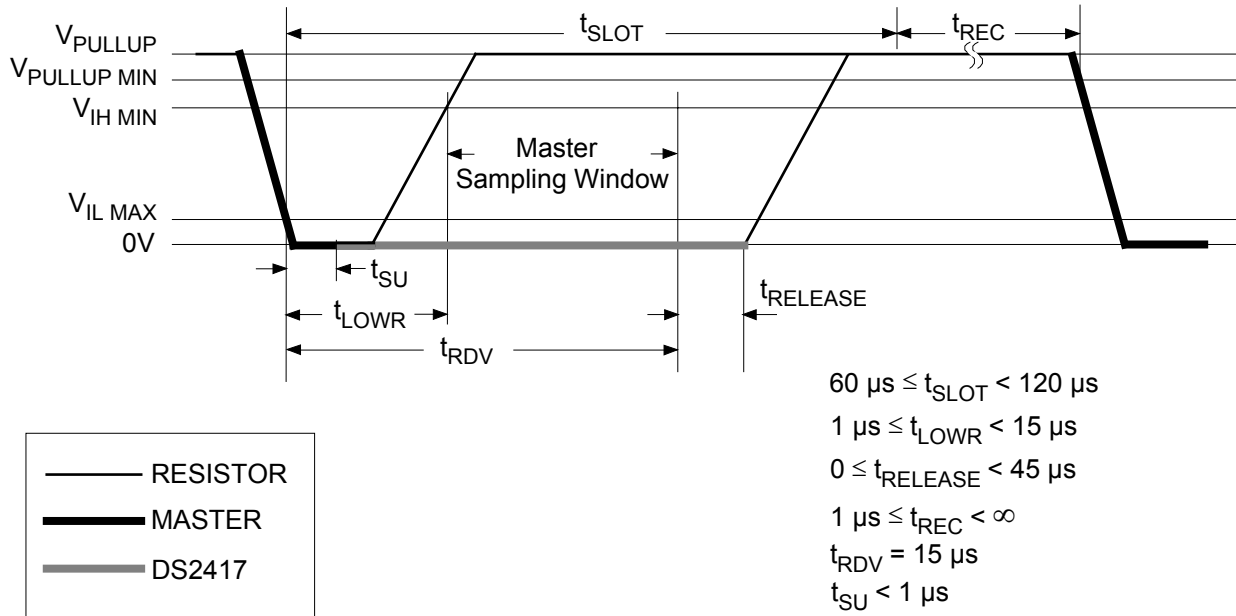 t_SLOT
t_REC
V_PULLUP
V_PULLUP MIN
V_IH MIN
Master
Sampling Window
V_IL MAX
0V
t_SU
t_RELEASE
t_LOWR
t_RDV
60 µs ≤ t_SLOT < 120 µs
1 µs ≤ t_LOWR < 15 µs
0 ≤ t_RELEASE < 45 µs
1 µs ≤ t_REC < ∞
t_RDV = 15 µs
t_SU < 1 µs
RESISTOR
MASTER
DS2417